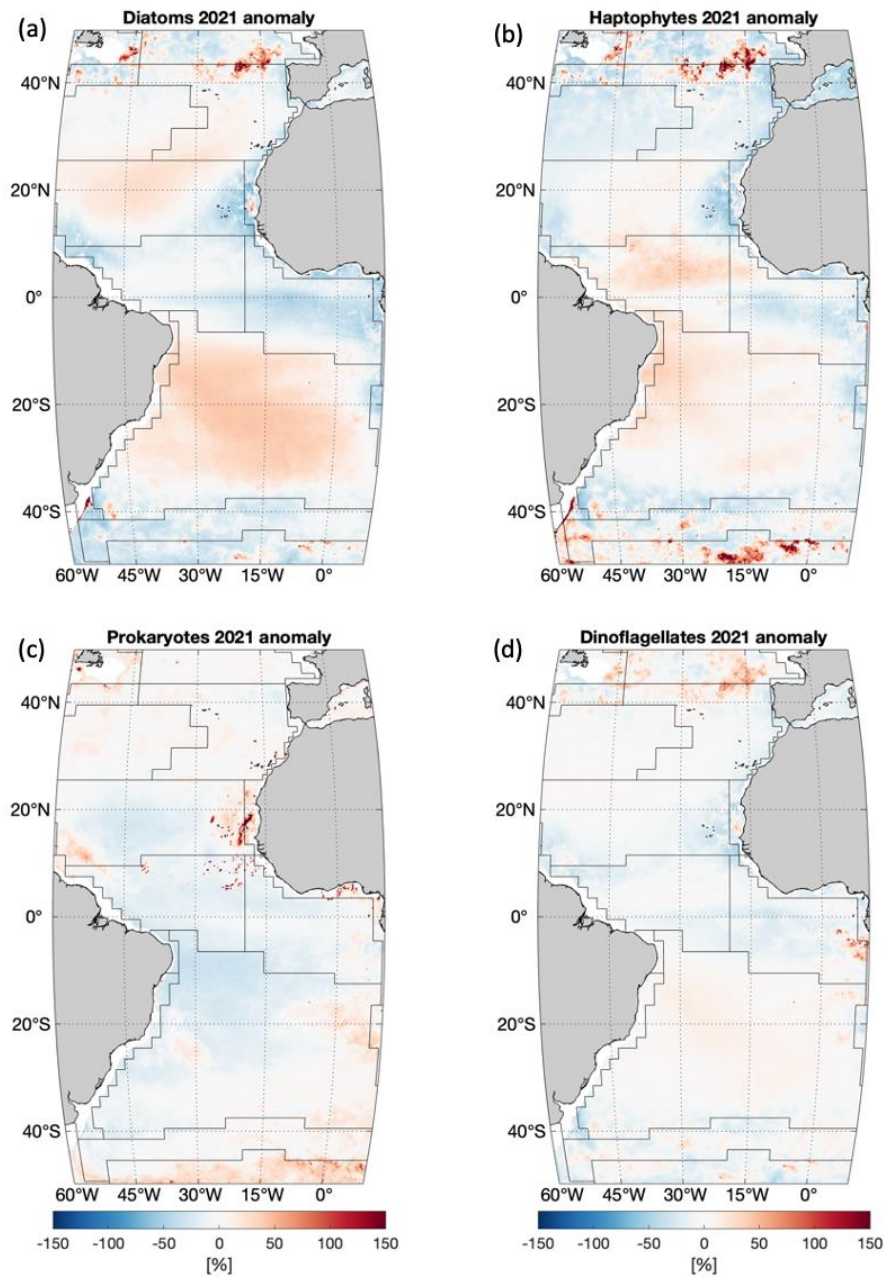 (a) Diatoms 2021 anomaly
40°N
20°N
0°
20°S
40°S
60°W 45°W 30°W 15°W 0°
(b) Haptophytes 2021 anomaly
40°N
20°N
0°
20°S
40°S
60°W 45°W 30°W 15°W 0°
(c) Prokaryotes 2021 anomaly
40°N
20°N
0°
20°S
40°S
60°W 45°W 30°W 15°W 0°
-150 -100 -50 0 50 100 150
[%]
(d) Dinoflagellates 2021 anomaly
40°N
20°N
0°
20°S
40°S
60°W 45°W 30°W 15°W 0°
-150 -100 -50 0 50 100 150
[%]